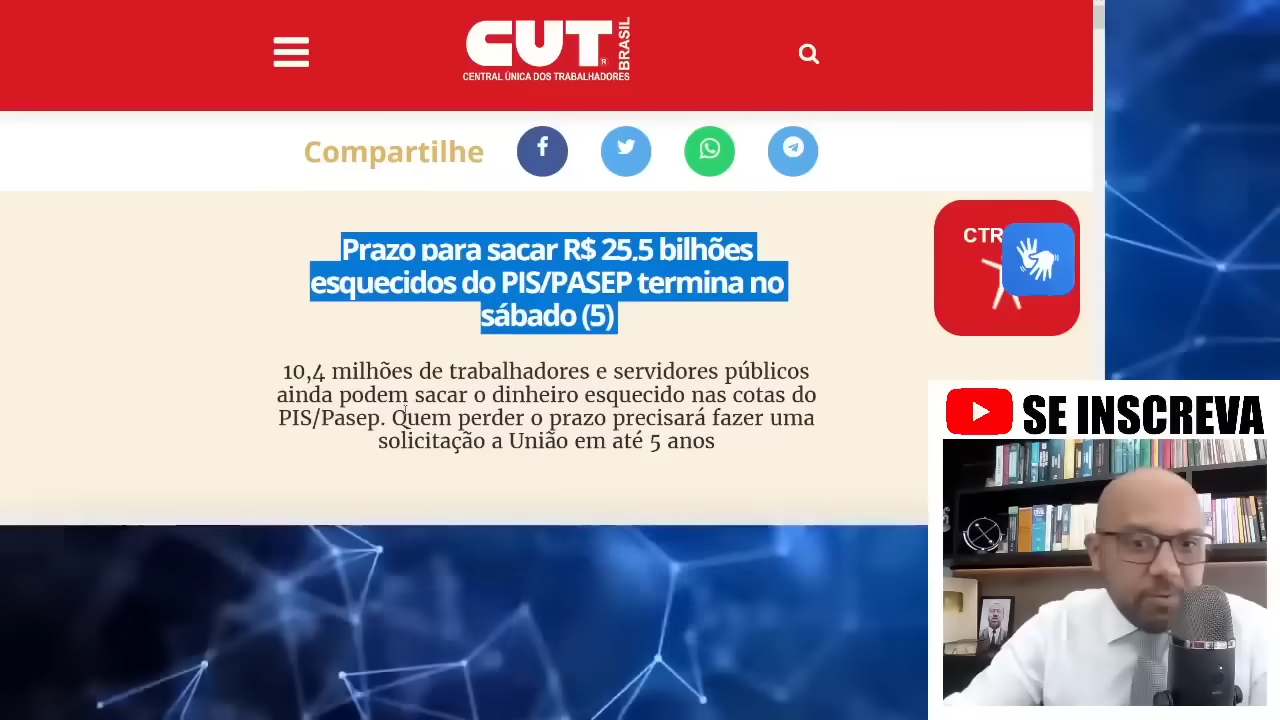 CUT
BRASIL
CENTRAL ÚNICA DOS TRABALHADORES
Compartilhe
Prazo para sacar R$ 25,5 bilhões
esquecidos do PIS/PASEP termina no
sábado (5)
10,4 milhões de trabalhadores e servidores públicos
ainda podem sacar o dinheiro esquecido nas cotas do
PIS/Pasep. Quem perder o prazo precisará fazer uma
solicitação a União em até 5 anos
CTR
SE INSCREVA